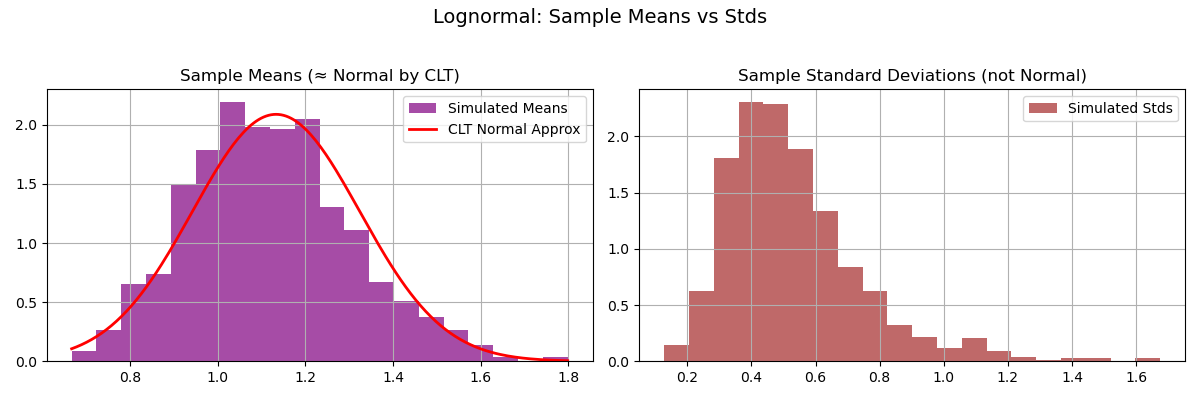 Lognormal: Sample Means vs Stds
Sample Means (≈ Normal by CLT)
Simulated Means
CLT Normal Approx
2.0
1.5
1.0
0.5
0.0
0.8 1.0 1.2 1.4 1.6 1.8
Sample Standard Deviations (not Normal)
Simulated Stds
2.0
1.5
1.0
0.5
0.0
0.2 0.4 0.6 0.8 1.0 1.2 1.4 1.6